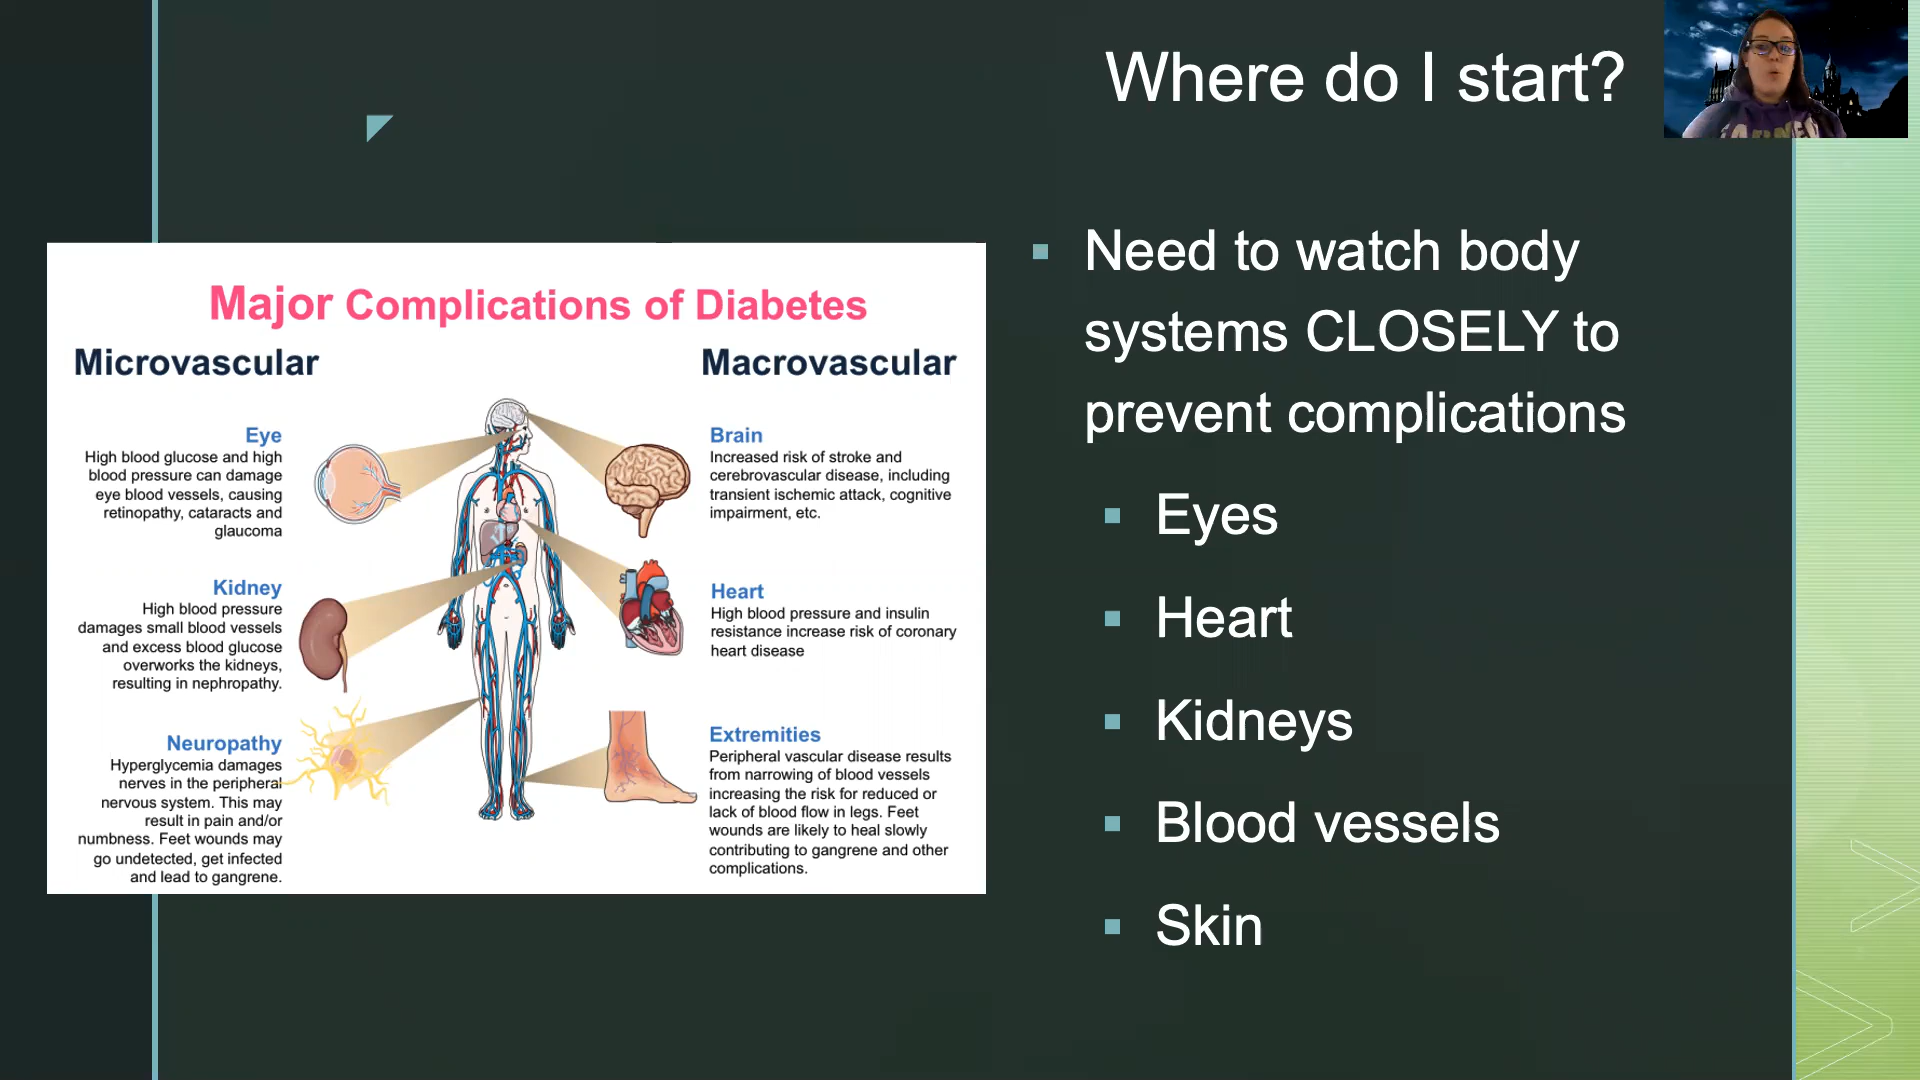 Where do I start?
Major Complications of Diabetes
Microvascular
Eye
High blood glucose and high
blood pressure can damage
eye blood vessels, causing
retinopathy, cataracts and
glaucoma
Kidney
High blood pressure
damages small blood vessels
and excess blood glucose
overworks the kidneys,
resulting in nephropathy.
Neuropathy
Hyperglycemia damages
nerves in the peripheral
nervous system. This may
result in pain and/or
numbness. Feet wounds may
go undetected, get infected
and lead to gangrene.
Macrovascular
Brain
Increased risk of stroke and
cerebrovascular disease, including
transient ischemic attack, cognitive
impairment, etc.
Heart
High blood pressure and insulin
resistance increase risk of coronary
heart disease
Extremities
Peripheral vascular disease results
from narrowing of blood vessels
increasing the risk for reduced or
lack of blood flow in legs. Feet
wounds are likely to heal slowly
contributing to gangrene and other
complications.
Need to watch body
systems CLOSELY to
prevent complications
Eyes
Heart
Kidneys
Blood vessels
Skin